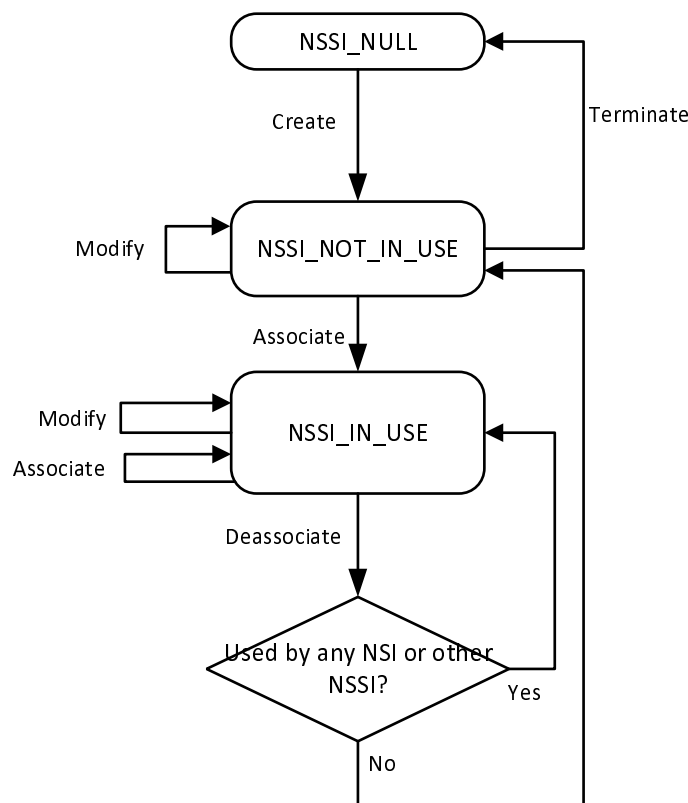 NSSI_NULL
Terminate
Create
NSSI_NOT_IN_USE
Modify
Associate
Modify
NSSI_IN_USE
Associate
Deassociate
Used by any NSI or other
NSSI?
Yes
No